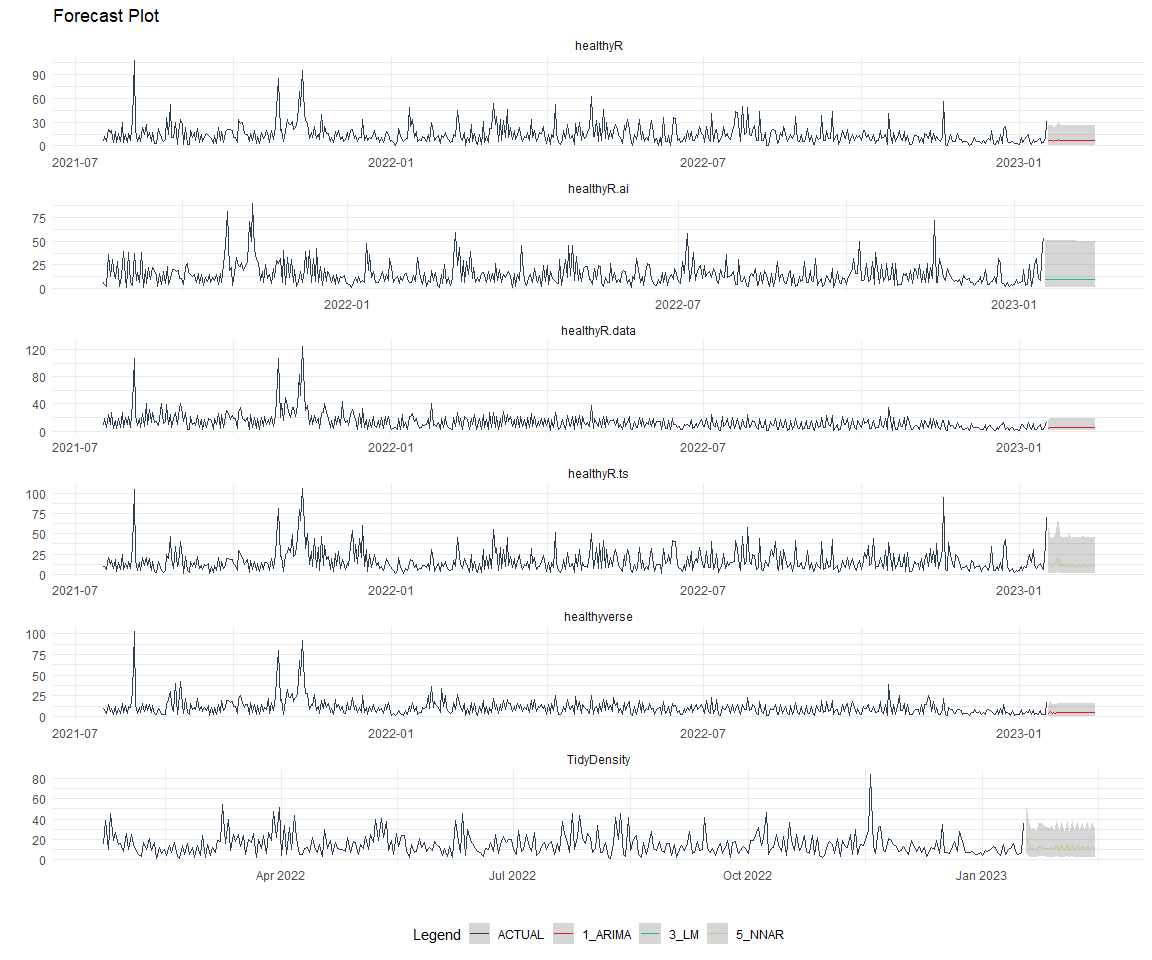 Forecast Plot
healthyR
90
60
30
0
2021-07 2022-01 2022-07 2023-01
healthyR.ai
75
50
25
0
2022-01 2022-07 2023-01
healthyR.data
120
80
40
0
2021-07 2022-01 2022-07 2023-01
healthyR.ts
100
75
50
25
0
2021-07 2022-01 2022-07 2023-01
healthyverse
100
75
50
25
0
2021-07 2022-01 2022-07 2023-01
TidyDensity
80
60
40
20
0
Apr 2022 Jul 2022 Oct 2022 Jan 2023
Legend ACTUAL 1_ARIMA 3_LM 5_NNAR